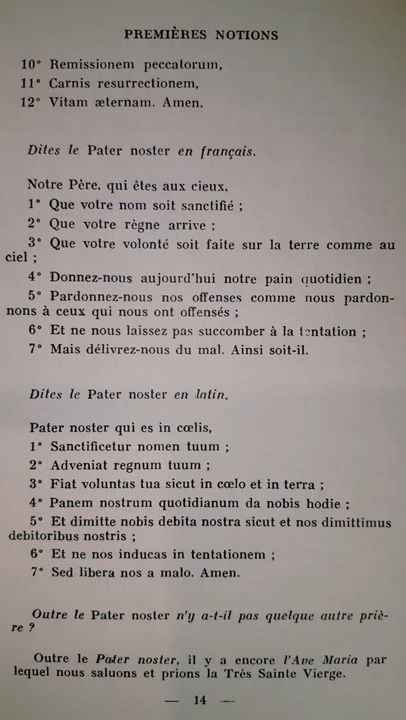 PREMIÈRES NOTIONS
10° Remissionem peccatorum,
11° Carnis resurrectionem,
12° Vitam æternam. Amen.
Dites le Pater noster en français.
Notre Père, qui êtes aux cieux,
1° Que votre nom soit sanctifié ;
2° Que votre règne arrive ;
3° Que votre volonté soit faite sur la terre comme au
ciel ;
4° Donnez-nous aujourd'hui notre pain quotidien ;
5° Pardonnez-nous nos offenses comme nous pardon-
nons à ceux qui nous ont offensés ;
6° Et ne nous laissez pas succomber à la tentation ;
7° Mais délivrez-nous du mal. Ainsi soit-il.
Dites le Pater noster en latin.
Pater noster qui es in cœlis,
1° Sanctificetur nomen tuum ;
2° Adveniat regnum tuum ;
3° Fiat voluntas tua sicut in cœlo et in terra ;
4° Panem nostrum quotidianum da nobis hodie ;
5° Et dimitte nobis debita nostra sicut et nos dimittimus
debitoribus nostris ;
6° Et ne nos inducas in tentationem ;
7° Sed libera nos a malo. Amen.
Outre le Pater noster n'y a-t-il pas quelque autre priè-
re ?
Outre le Pater noster, il y a encore l'Ave Maria par
lequel nous saluons et prions la Très Sainte Vierge.
— 14 —